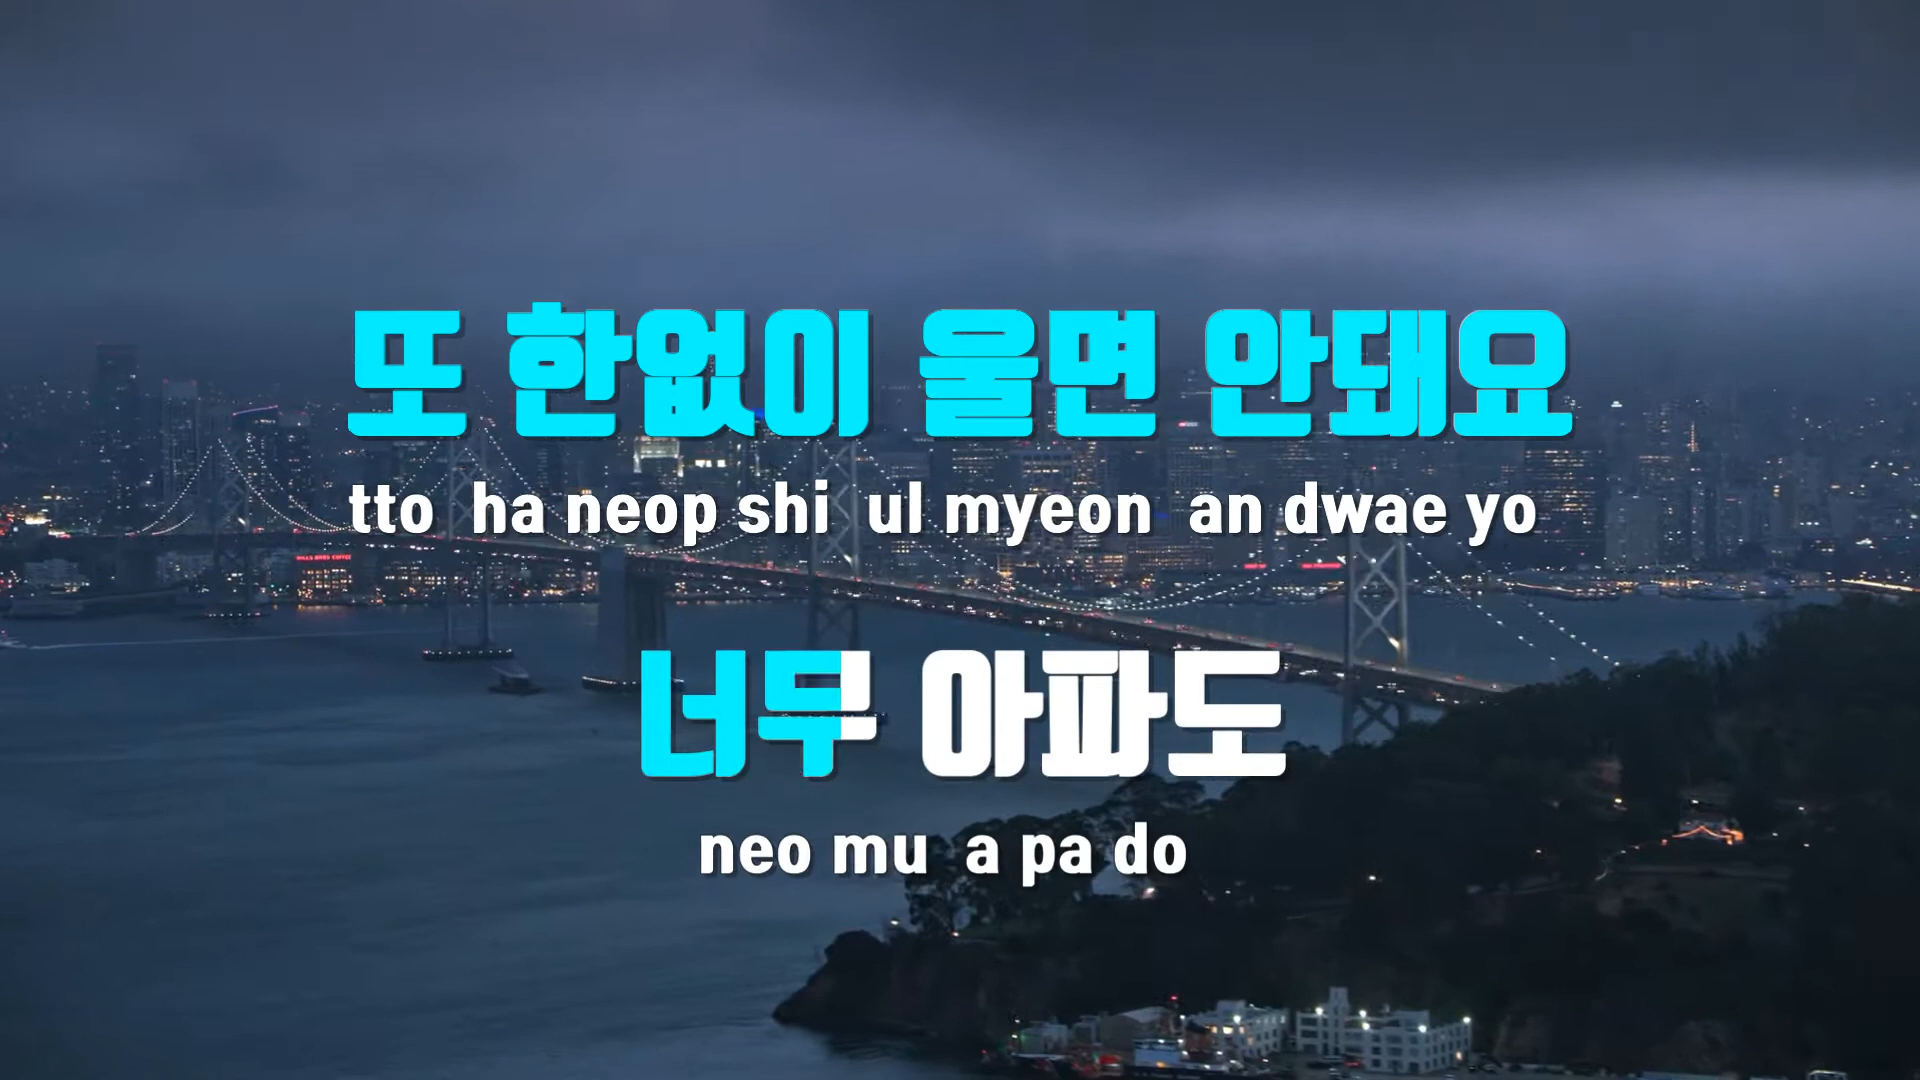 또 한없이 울면 안돼요
tto ha neop shi ul myeon an dwae yo
너무 아파도
neo mu a pa do